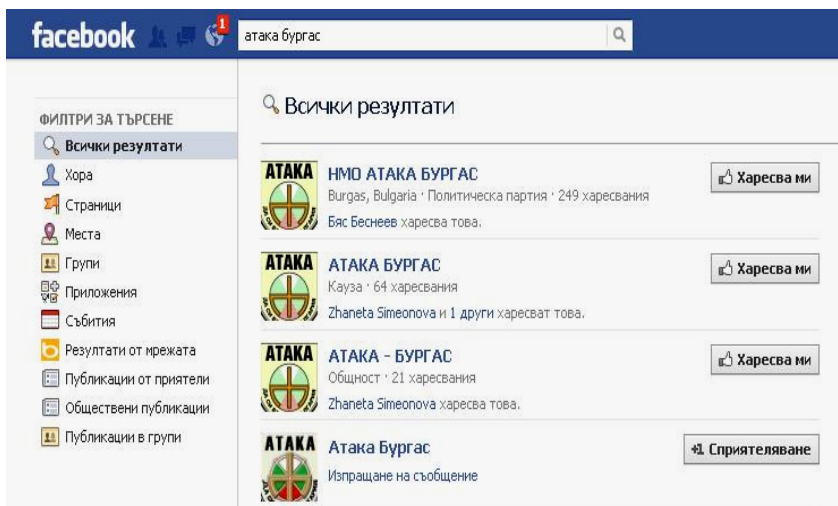 facebook
1
атака бургас
ФИЛТРИ ЗА ТЪРСЕНЕ
Всички резултати
Хора
Страници
Места
Групи
Приложения
Събития
Резултати от мрежата
Публикации от приятели
Обществени публикации
Публикации в групи
Всички резултати
АТАКА
НМО АТАКА БУРГАС
Burgas, Bulgaria · Политическа партия · 249 харесвания
Бяс Беснеев харесва това.
Харесва ми
АТАКА
АТАКА БУРГАС
Кауза · 64 харесвания
Zhaneta Simeonova и 1 други харесват това.
Харесва ми
АТАКА
АТАКА - БУРГАС
Общност · 21 харесвания
Zhaneta Simeonova харесва това.
Харесва ми
АТАКА
Атака Бургас
Изпращане на съобщение
+1 Сприятеляване